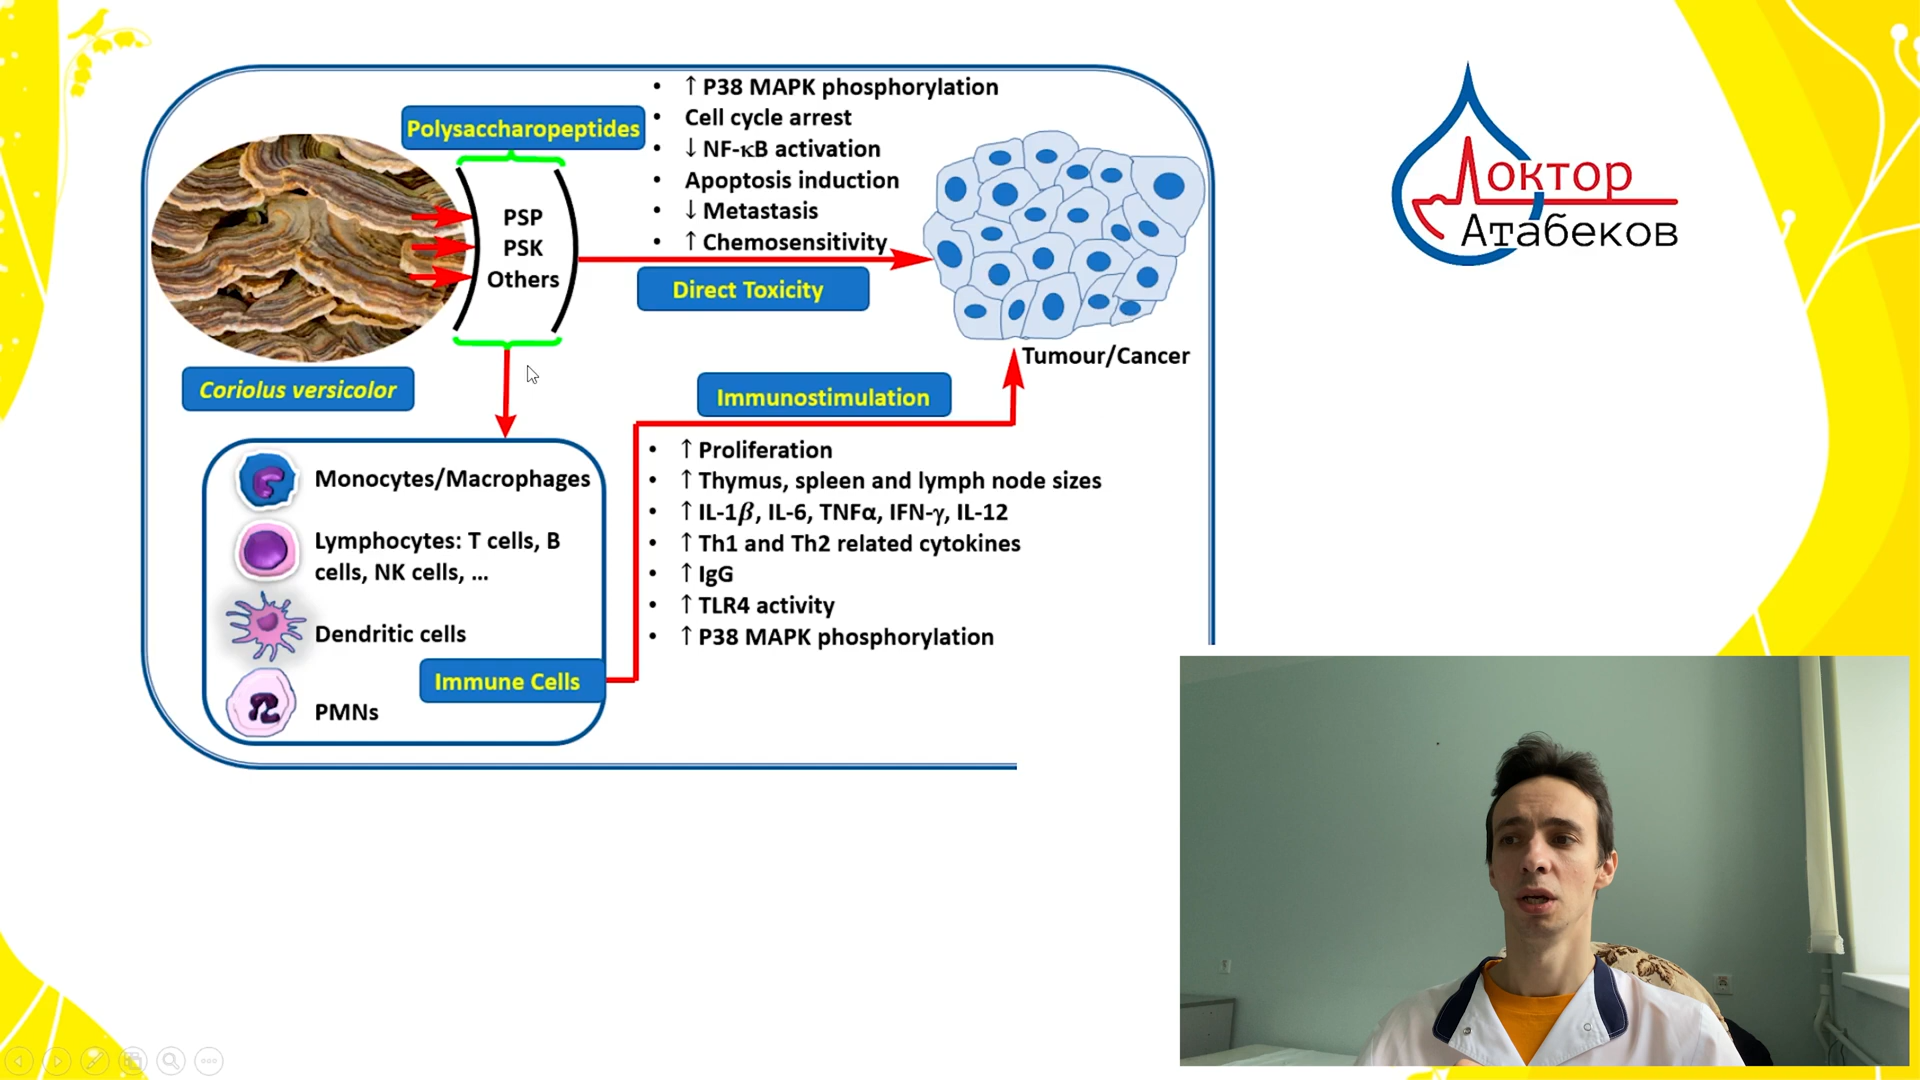 Polysaccharopeptides
PSP
PSK
Others
Coriolus versicolor
• ↑ P38 MAPK phosphorylation
• Cell cycle arrest
• ↓ NF-κB activation
• Apoptosis induction
• ↓ Metastasis
• ↑ Chemosensitivity
Direct Toxicity
Tumour/Cancer
Immunostimulation
• ↑ Proliferation
• ↑ Thymus, spleen and lymph node sizes
• ↑ IL-1β, IL-6, TNFα, IFN-γ, IL-12
• ↑ Th1 and Th2 related cytokines
• ↑ IgG
• ↑ TLR4 activity
• ↑ P38 MAPK phosphorylation
Monocytes/Macrophages
Lymphocytes: T cells, B
cells, NK cells, ...
Dendritic cells
PMNs
Immune Cells
Доктор
Атабеков